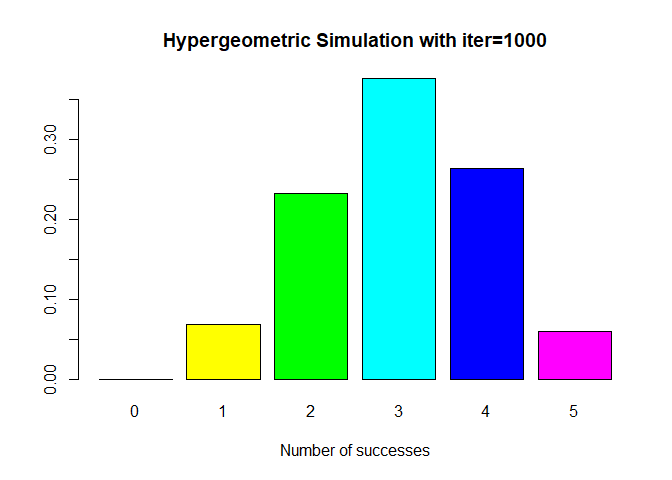 Hypergeometric Simulation with iter=1000
0.30
0.20
0.10
0.00
0 1 2 3 4 5
Number of successes